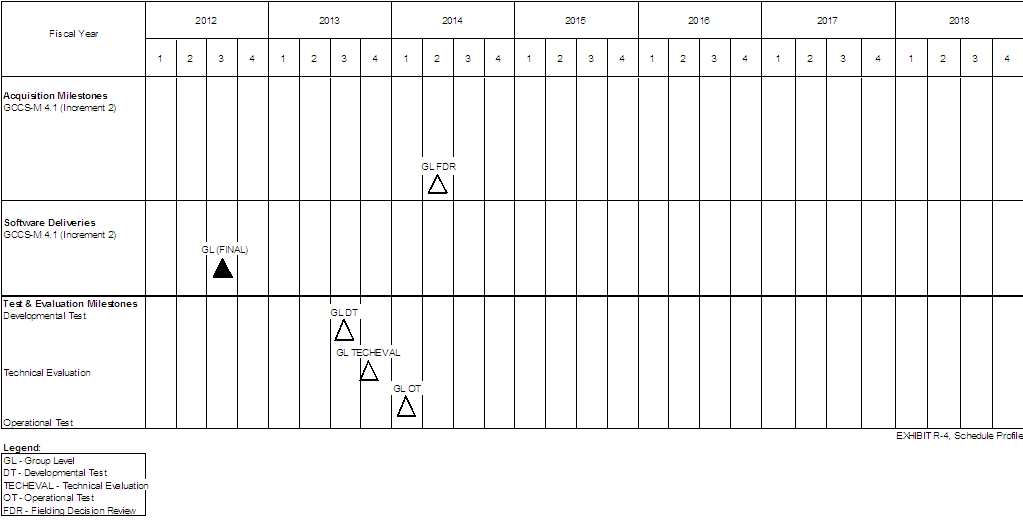 Fiscal Year
2012 2013 2014 2015 2016 2017 2018
1 2 3 4 1 2 3 4 1 2 3 4 1 2 3 4 1 2 3 4 1 2 3 4 1 2 3 4
Acquisition Milestones
GCCS-M 4.1 (Increment 2)
GL FDR
Software Deliveries
GCCS-M 4.1 (Increment 2)
GL (FINAL)
Test & Evaluation Milestones
Developmental Test
GL DT
GL TECHEVAL
Technical Evaluation
GL OT
Operational Test
EXHIBIT R-4, Schedule Profile
Legend:
GL - Group Level
DT - Developmental Test
TECHEVAL - Technical Evaluation
OT - Operational Test
FDR - Fielding Decision Review